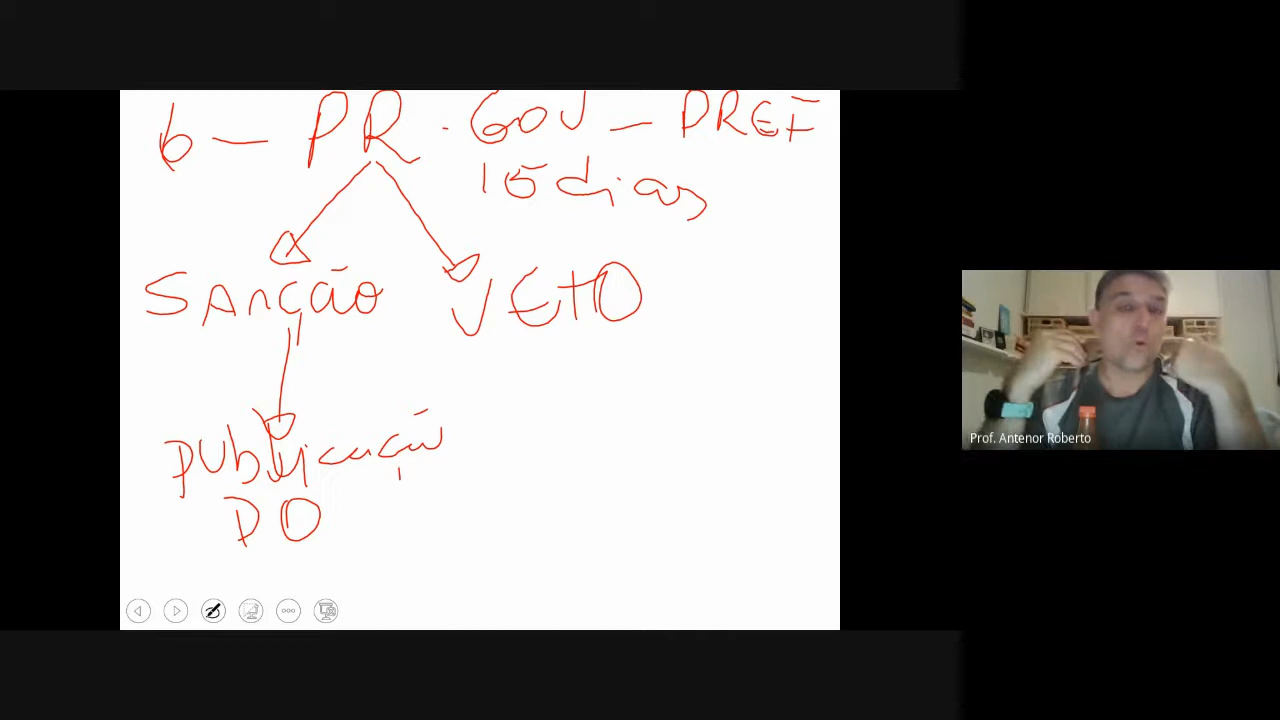 6 - PR · GOV - PREF
15 dias
SANÇÃO VETO
PUBLICAÇÃO
DO
Prof. Antenor Roberto